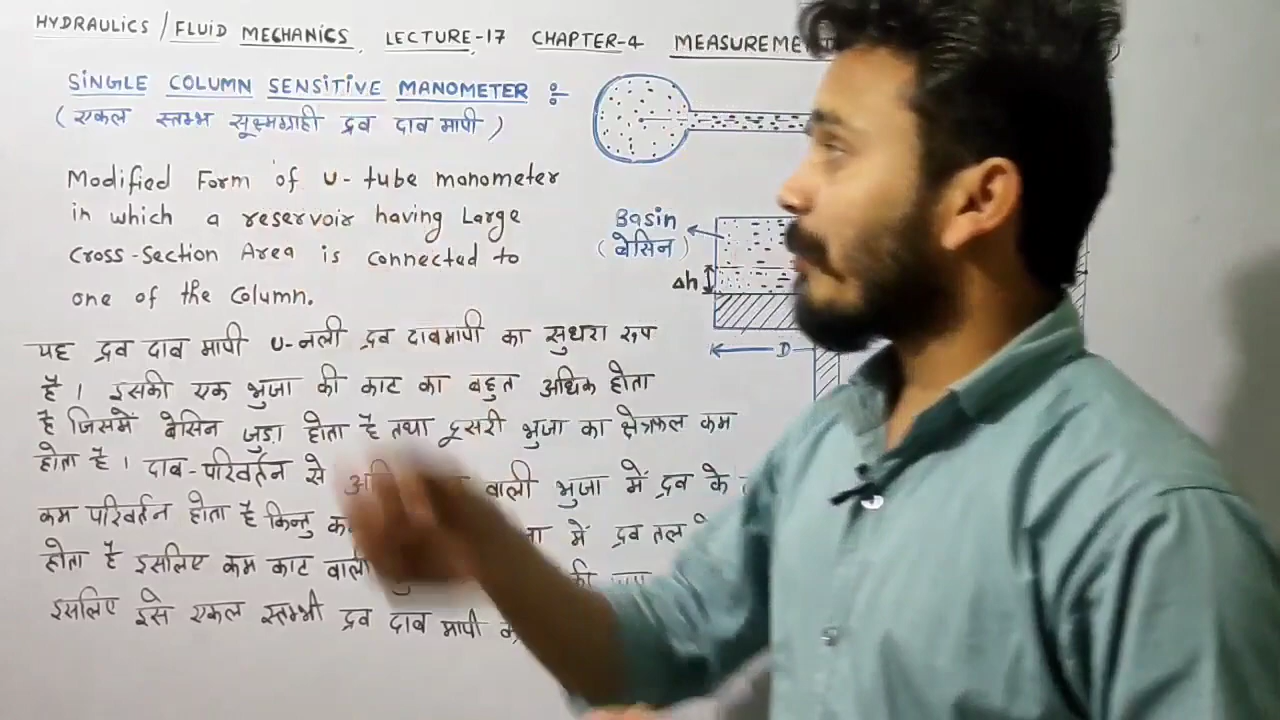 HYDRAULICS / FLUID MECHANICS, LECTURE-17 CHAPTER-4
SINGLE COLUMN SENSITIVE MANOMETER :-
( एकल स्तम्भ सूक्ष्मग्राही द्रव दाब मापी )
Modified Form of U-tube manometer
in which a reservoir having Large
Cross-Section Area is connected to
one of the Column.
यह द्रव दाब मापी U-नली द्रव दाबमापी का सुधरा रूप
है । इसकी एक भुजा की काट का बहुत अधिक होता
है जिसमें बेसिन जुड़ा होता है तथा दूसरी भुजा का क्षेत्रफल कम
होता है । दाब-परिवर्तन से वाली भुजा में द्रव के
कम परिवर्तन होता है किन्तु में द्रव तल
होता है इसलिए कम काट वाली
इसलिए इसे एकल स्तम्भी द्रव दाब मापी
Basin
(बेसिन)
Δh
D